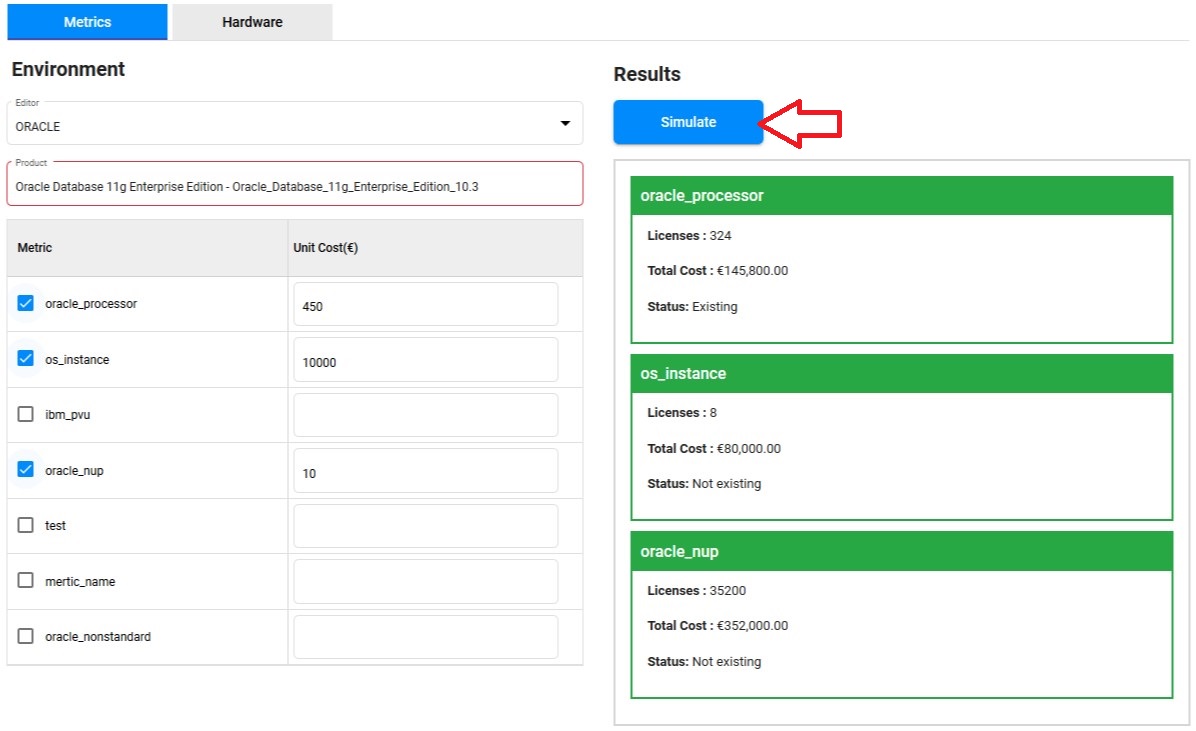 Metrics
Hardware
Environment
Editor
ORACLE
Product
Oracle Database 11g Enterprise Edition - Oracle_Database_11g_Enterprise_Edition_10.3
Metric Unit Cost(€)
oracle_processor 450
os_instance 10000
ibm_pvu
oracle_nup 10
test
mertic_name
oracle_nonstandard
Results
Simulate
oracle_processor
Licenses : 324
Total Cost : €145,800.00
Status: Existing
os_instance
Licenses : 8
Total Cost : €80,000.00
Status: Not existing
oracle_nup
Licenses : 35200
Total Cost : €352,000.00
Status: Not existing